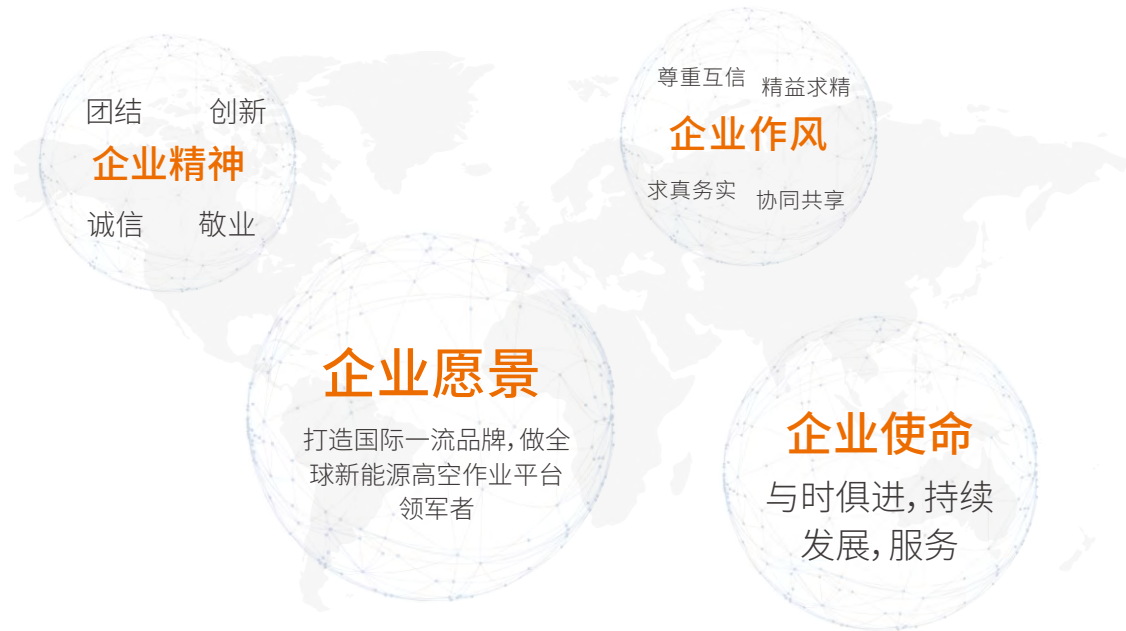 团结 创新
企业精神
诚信 敬业
尊重互信 精益求精
企业作风
求真务实 协同共享
企业愿景
打造国际一流品牌，做全
球新能源高空作业平台
领军者
企业使命
与时俱进，持续
发展，服务